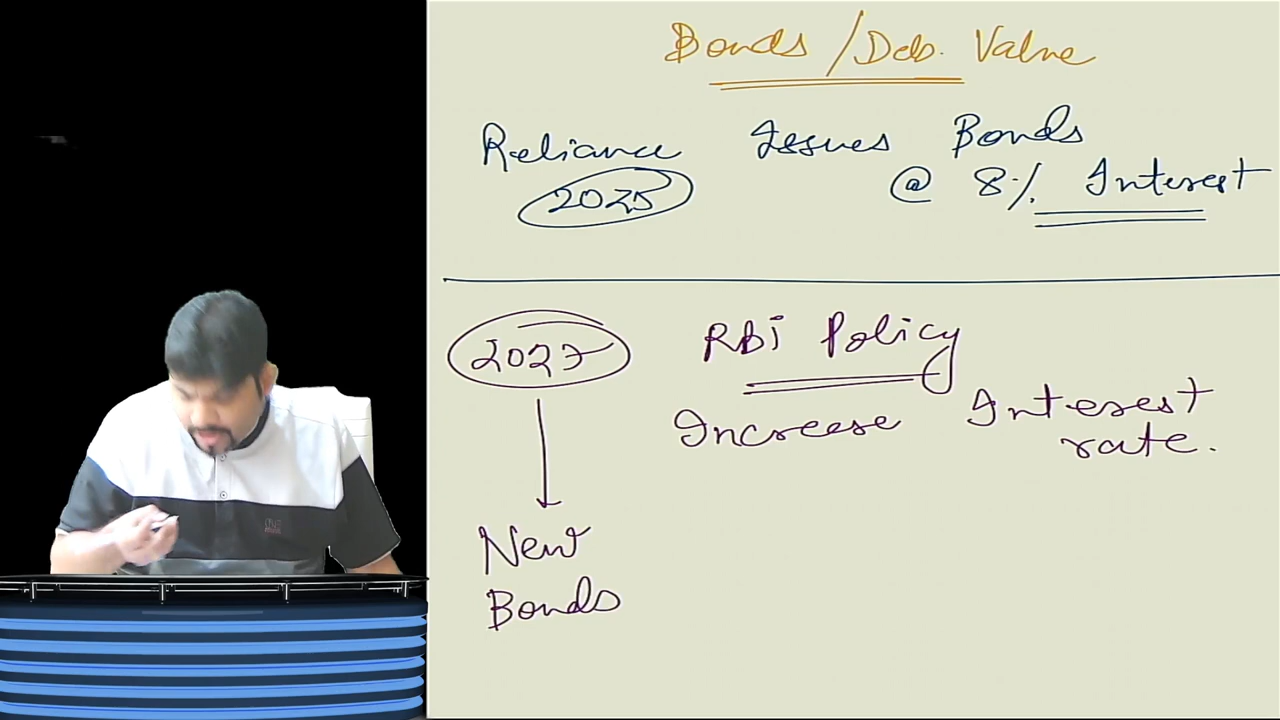 Bonds / Deb. Value
Reliance Issues Bonds
2025 @ 8% Interest
2027 RBi Policy
Increase Interest
rate.
New
Bonds